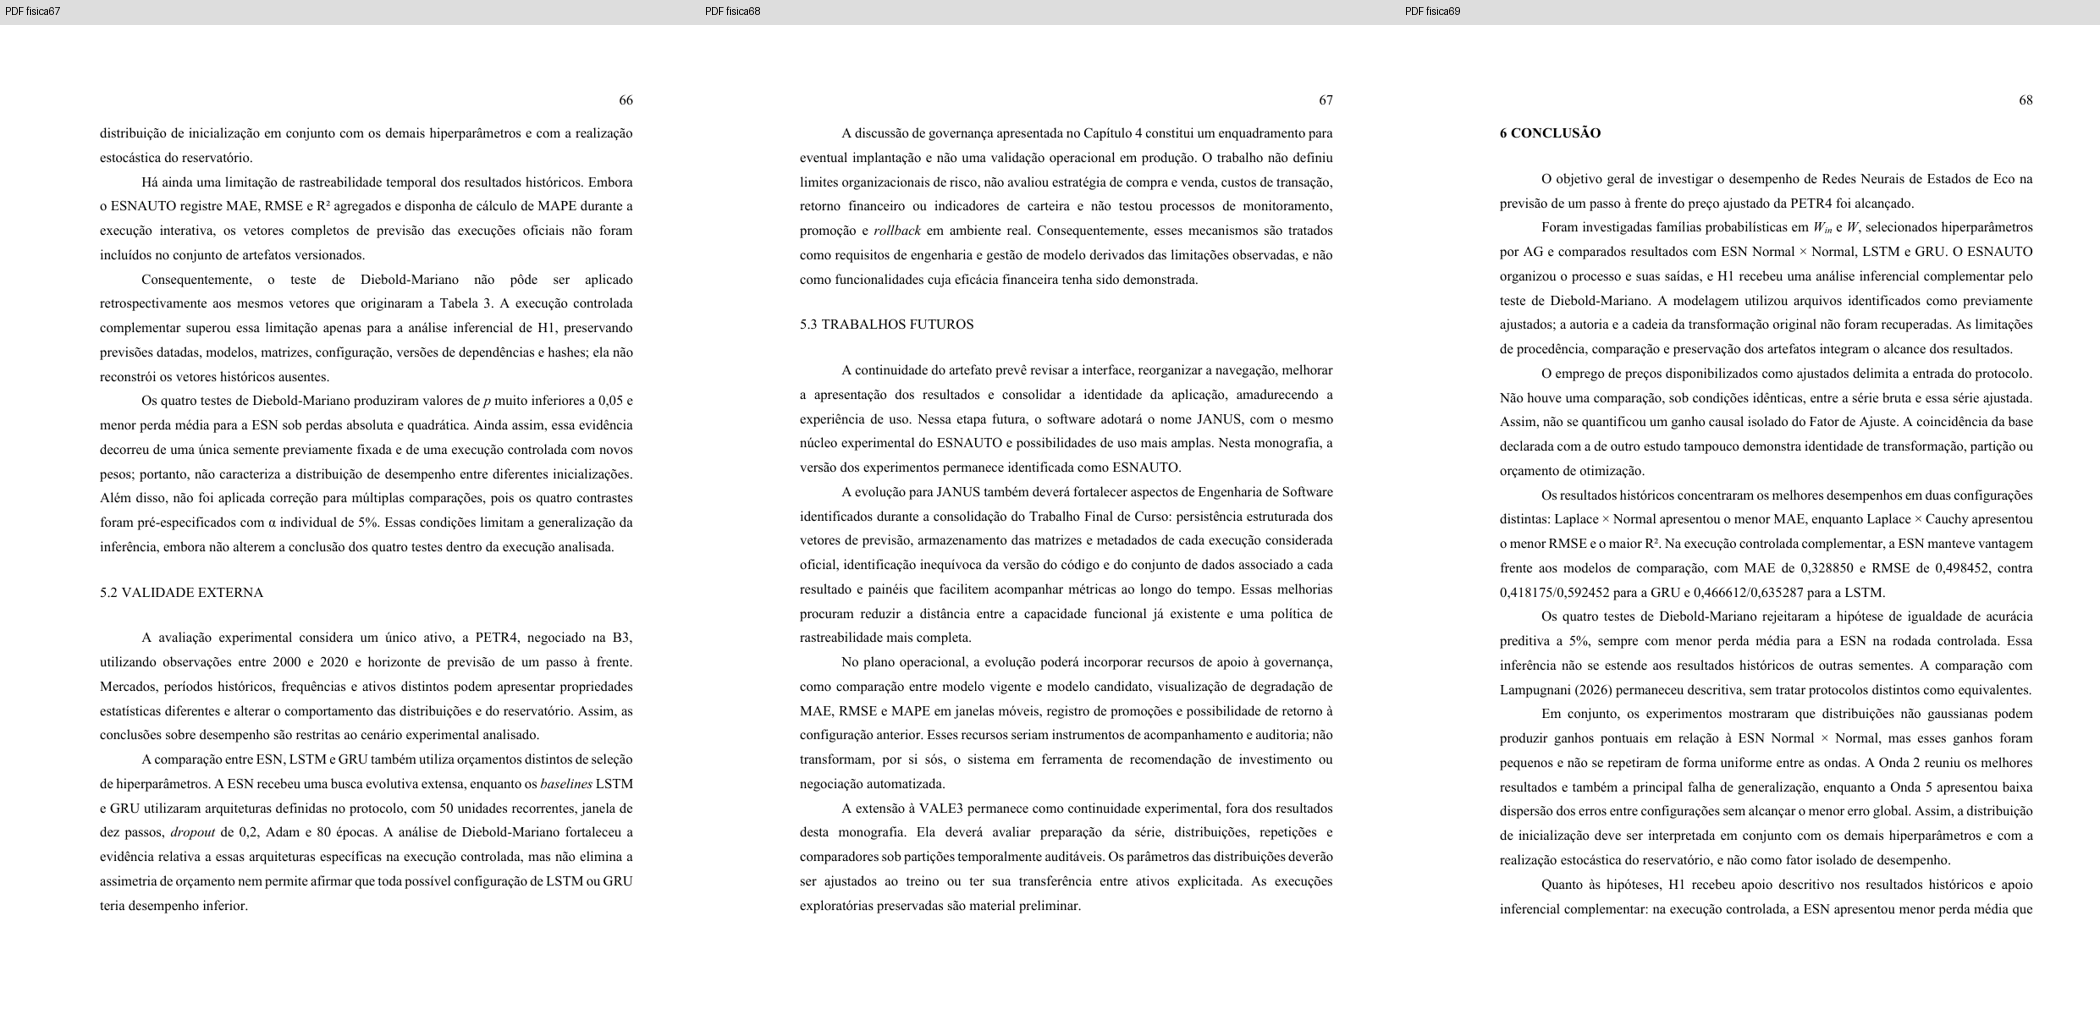 PDF fisica67
66
distribuição de inicialização em conjunto com os demais hiperparâmetros e com a realização
estocástica do reservatório.
Há ainda uma limitação de rastreabilidade temporal dos resultados históricos. Embora
o ESNAUTO registre MAE, RMSE e R² agregados e disponha de cálculo de MAPE durante a
execução interativa, os vetores completos de previsão das execuções oficiais não foram
incluídos no conjunto de artefatos versionados.
Consequentemente, o teste de Diebold-Mariano não pôde ser aplicado
retrospectivamente aos mesmos vetores que originaram a Tabela 3. A execução controlada
complementar superou essa limitação apenas para a análise inferencial de H1, preservando
previsões datadas, modelos, matrizes, configuração, versões de dependências e hashes; ela não
reconstrói os vetores históricos ausentes.
Os quatro testes de Diebold-Mariano produziram valores de p muito inferiores a 0,05 e
menor perda média para a ESN sob perdas absoluta e quadrática. Ainda assim, essa evidência
decorreu de uma única semente previamente fixada e de uma execução controlada com novos
pesos; portanto, não caracteriza a distribuição de desempenho entre diferentes inicializações.
Além disso, não foi aplicada correção para múltiplas comparações, pois os quatro contrastes
foram pré-especificados com α individual de 5%. Essas condições limitam a generalização da
inferência, embora não alterem a conclusão dos quatro testes dentro da execução analisada.
5.2 VALIDADE EXTERNA
A avaliação experimental considera um único ativo, a PETR4, negociado na B3,
utilizando observações entre 2000 e 2020 e horizonte de previsão de um passo à frente.
Mercados, períodos históricos, frequências e ativos distintos podem apresentar propriedades
estatísticas diferentes e alterar o comportamento das distribuições e do reservatório. Assim, as
conclusões sobre desempenho são restritas ao cenário experimental analisado.
A comparação entre ESN, LSTM e GRU também utiliza orçamentos distintos de seleção
de hiperparâmetros. A ESN recebeu uma busca evolutiva extensa, enquanto os baselines LSTM
e GRU utilizaram arquiteturas definidas no protocolo, com 50 unidades recorrentes, janela de
dez passos, dropout de 0,2, Adam e 80 épocas. A análise de Diebold-Mariano fortaleceu a
evidência relativa a essas arquiteturas específicas na execução controlada, mas não elimina a
assimetria de orçamento nem permite afirmar que toda possível configuração de LSTM ou GRU
teria desempenho inferior.
PDF fisica68
67
A discussão de governança apresentada no Capítulo 4 constitui um enquadramento para
eventual implantação e não uma validação operacional em produção. O trabalho não definiu
limites organizacionais de risco, não avaliou estratégia de compra e venda, custos de transação,
retorno financeiro ou indicadores de carteira e não testou processos de monitoramento,
promoção e rollback em ambiente real. Consequentemente, esses mecanismos são tratados
como requisitos de engenharia e gestão de modelo derivados das limitações observadas, e não
como funcionalidades cuja eficácia financeira tenha sido demonstrada.
5.3 TRABALHOS FUTUROS
A continuidade do artefato prevê revisar a interface, reorganizar a navegação, melhorar
a apresentação dos resultados e consolidar a identidade da aplicação, amadurecendo a
experiência de uso. Nessa etapa futura, o software adotará o nome JANUS, com o mesmo
núcleo experimental do ESNAUTO e possibilidades de uso mais amplas. Nesta monografia, a
versão dos experimentos permanece identificada como ESNAUTO.
A evolução para JANUS também deverá fortalecer aspectos de Engenharia de Software
identificados durante a consolidação do Trabalho Final de Curso: persistência estruturada dos
vetores de previsão, armazenamento das matrizes e metadados de cada execução considerada
oficial, identificação inequívoca da versão do código e do conjunto de dados associado a cada
resultado e painéis que facilitem acompanhar métricas ao longo do tempo. Essas melhorias
procuram reduzir a distância entre a capacidade funcional já existente e uma política de
rastreabilidade mais completa.
No plano operacional, a evolução poderá incorporar recursos de apoio à governança,
como comparação entre modelo vigente e modelo candidato, visualização de degradação de
MAE, RMSE e MAPE em janelas móveis, registro de promoções e possibilidade de retorno à
configuração anterior. Esses recursos seriam instrumentos de acompanhamento e auditoria; não
transformam, por si sós, o sistema em ferramenta de recomendação de investimento ou
negociação automatizada.
A extensão à VALE3 permanece como continuidade experimental, fora dos resultados
desta monografia. Ela deverá avaliar preparação da série, distribuições, repetições e
comparadores sob partições temporalmente auditáveis. Os parâmetros das distribuições deverão
ser ajustados ao treino ou ter sua transferência entre ativos explicitada. As execuções
exploratórias preservadas são material preliminar.
PDF fisica69
68
6 CONCLUSÃO
O objetivo geral de investigar o desempenho de Redes Neurais de Estados de Eco na
previsão de um passo à frente do preço ajustado da PETR4 foi alcançado.
Foram investigadas famílias probabilísticas em Win e W, selecionados hiperparâmetros
por AG e comparados resultados com ESN Normal × Normal, LSTM e GRU. O ESNAUTO
organizou o processo e suas saídas, e H1 recebeu uma análise inferencial complementar pelo
teste de Diebold-Mariano. A modelagem utilizou arquivos identificados como previamente
ajustados; a autoria e a cadeia da transformação original não foram recuperadas. As limitações
de procedência, comparação e preservação dos artefatos integram o alcance dos resultados.
O emprego de preços disponibilizados como ajustados delimita a entrada do protocolo.
Não houve uma comparação, sob condições idênticas, entre a série bruta e essa série ajustada.
Assim, não se quantificou um ganho causal isolado do Fator de Ajuste. A coincidência da base
declarada com a de outro estudo tampouco demonstra identidade de transformação, partição ou
orçamento de otimização.
Os resultados históricos concentraram os melhores desempenhos em duas configurações
distintas: Laplace × Normal apresentou o menor MAE, enquanto Laplace × Cauchy apresentou
o menor RMSE e o maior R². Na execução controlada complementar, a ESN manteve vantagem
frente aos modelos de comparação, com MAE de 0,328850 e RMSE de 0,498452, contra
0,418175/0,592452 para a GRU e 0,466612/0,635287 para a LSTM.
Os quatro testes de Diebold-Mariano rejeitaram a hipótese de igualdade de acurácia
preditiva a 5%, sempre com menor perda média para a ESN na rodada controlada. Essa
inferência não se estende aos resultados históricos de outras sementes. A comparação com
Lampugnani (2026) permaneceu descritiva, sem tratar protocolos distintos como equivalentes.
Em conjunto, os experimentos mostraram que distribuições não gaussianas podem
produzir ganhos pontuais em relação à ESN Normal × Normal, mas esses ganhos foram
pequenos e não se repetiram de forma uniforme entre as ondas. A Onda 2 reuniu os melhores
resultados e também a principal falha de generalização, enquanto a Onda 5 apresentou baixa
dispersão dos erros entre configurações sem alcançar o menor erro global. Assim, a distribuição
de inicialização deve ser interpretada em conjunto com os demais hiperparâmetros e com a
realização estocástica do reservatório, e não como fator isolado de desempenho.
Quanto às hipóteses, H1 recebeu apoio descritivo nos resultados históricos e apoio
inferencial complementar: na execução controlada, a ESN apresentou menor perda média que